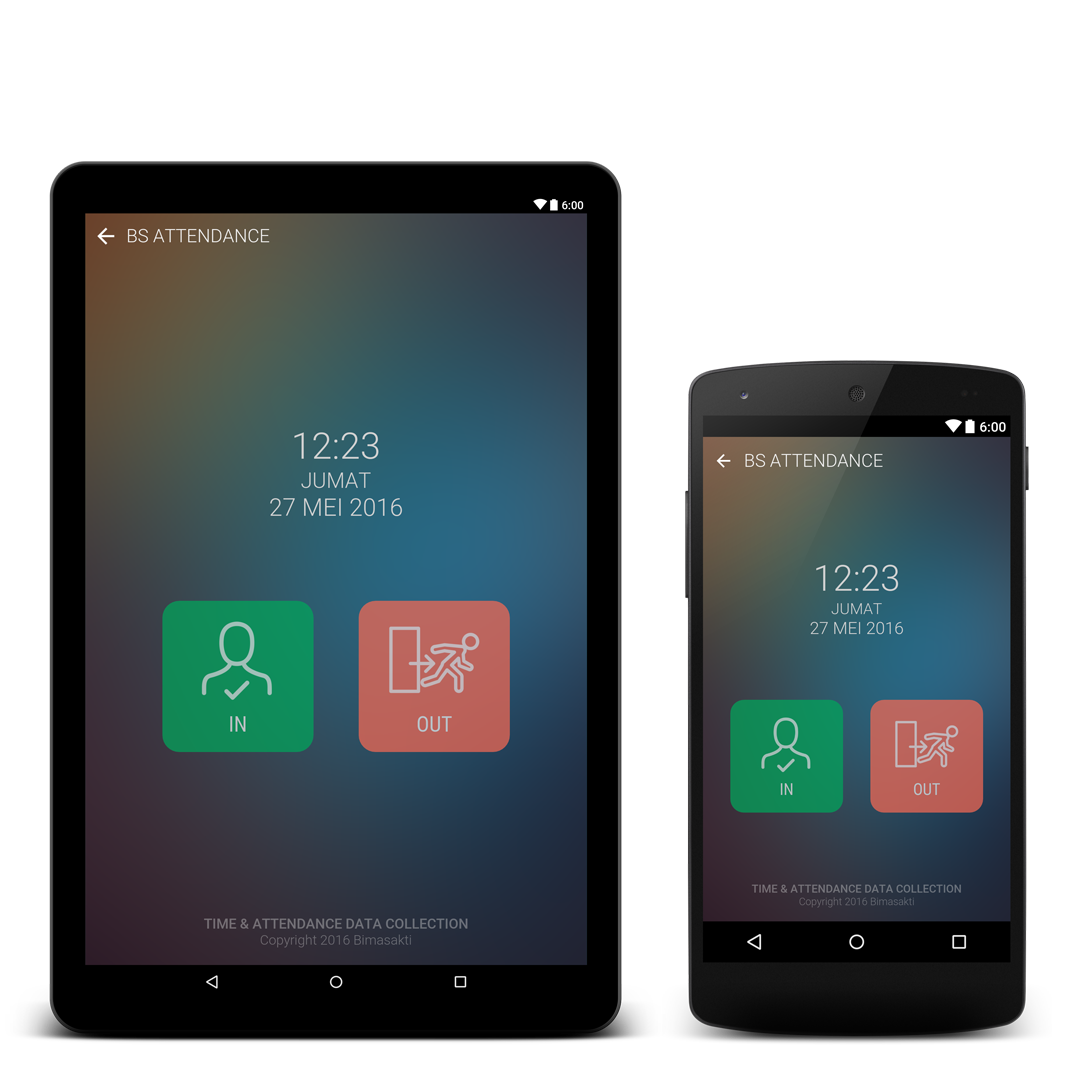 6:00
BS ATTENDANCE
12:23
JUMAT
27 MEI 2016
IN
OUT
TIME & ATTENDANCE DATA COLLECTION
Copyright 2016 Bimasakti
6:00
BS ATTENDANCE
12:23
JUMAT
27 MEI 2016
IN
OUT
TIME & ATTENDANCE DATA COLLECTION
Copyright 2016 Bimasakti